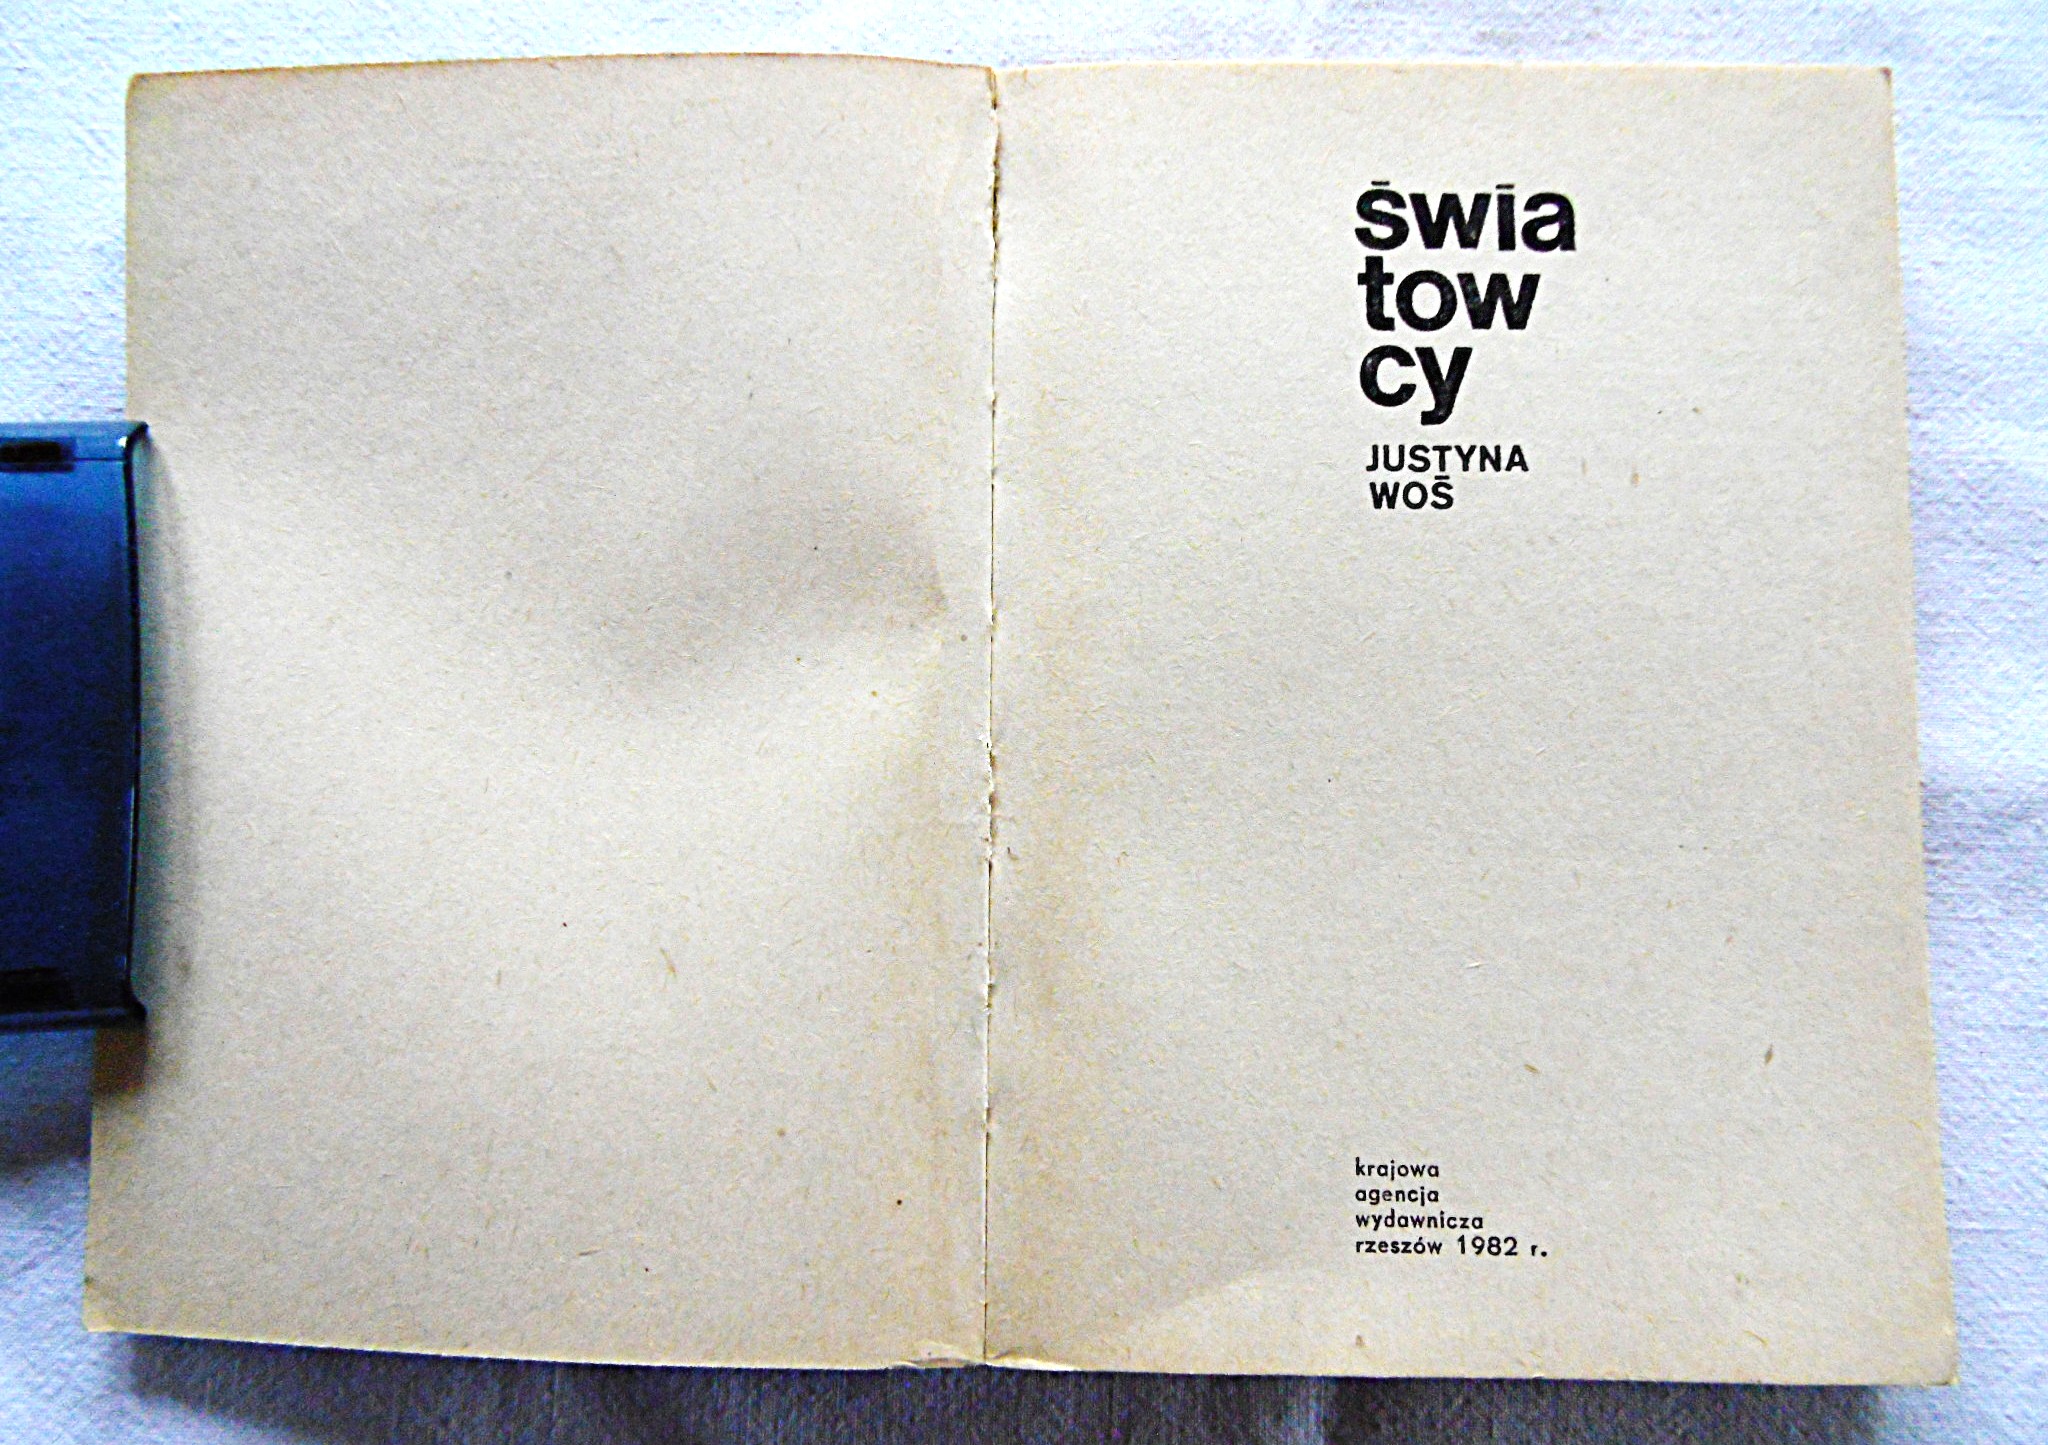 świa
tow
cy
JUSTYNA
WOŚ
krajowa
agencja
wydawnicza
rzeszów 1982 r.